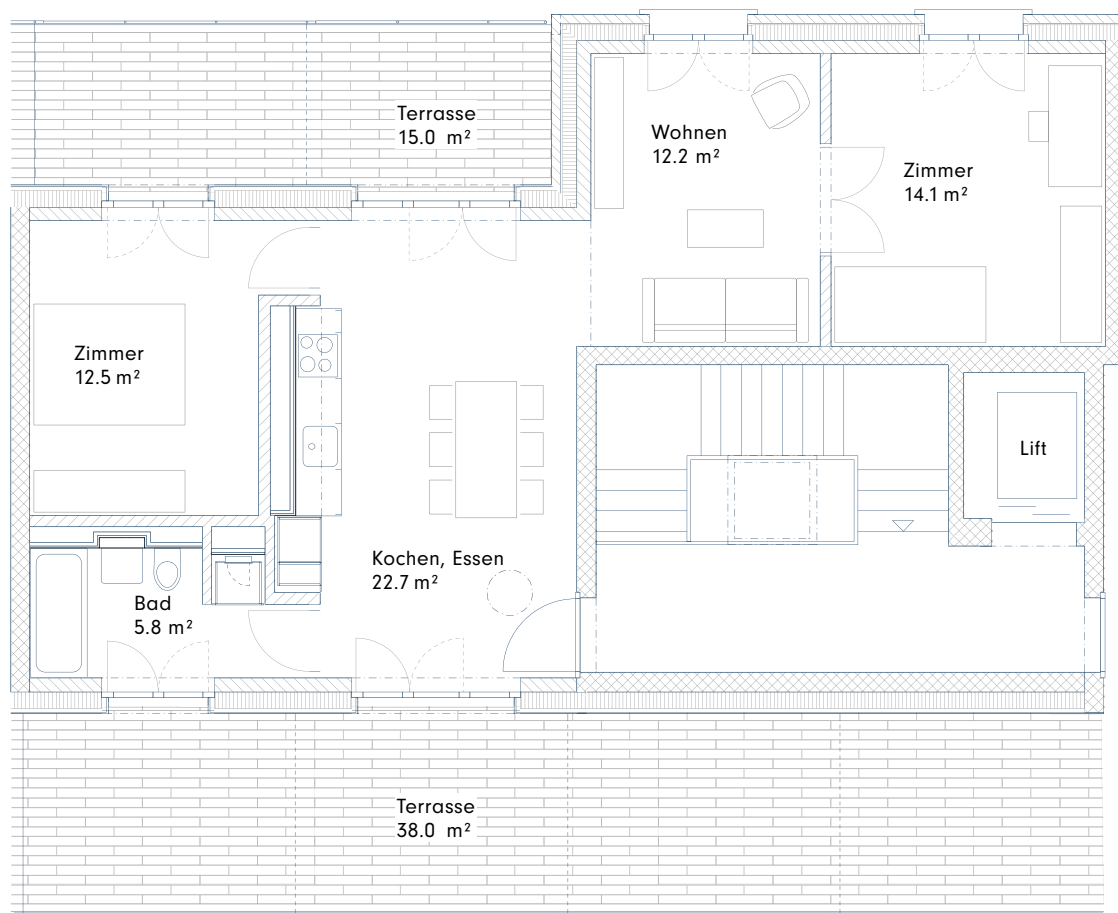 Terrasse
15.0 m²
Wohnen
12.2 m²
Zimmer
14.1 m²
Zimmer
12.5 m²
Lift
Kochen, Essen
22.7 m²
Bad
5.8 m²
Terrasse
38.0 m²